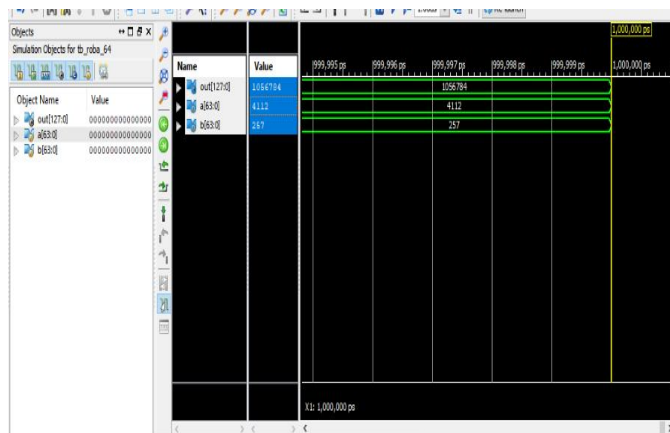 Objects
1,000,000 ps
Simulation Objects for tb_roba_64
Name
Value
999,995 ps
999,996 ps
999,997 ps
999,998 ps
999,999 ps
1,000,000 ps
out[127:0]
1056784
1056784
Object Name
Value
a[63:0]
4112
4112
out[127:0]
000000000000000
b[63:0]
257
257
a[63:0]
000000000000000
b[63:0]
000000000000000
X1: 1,000,000 ps